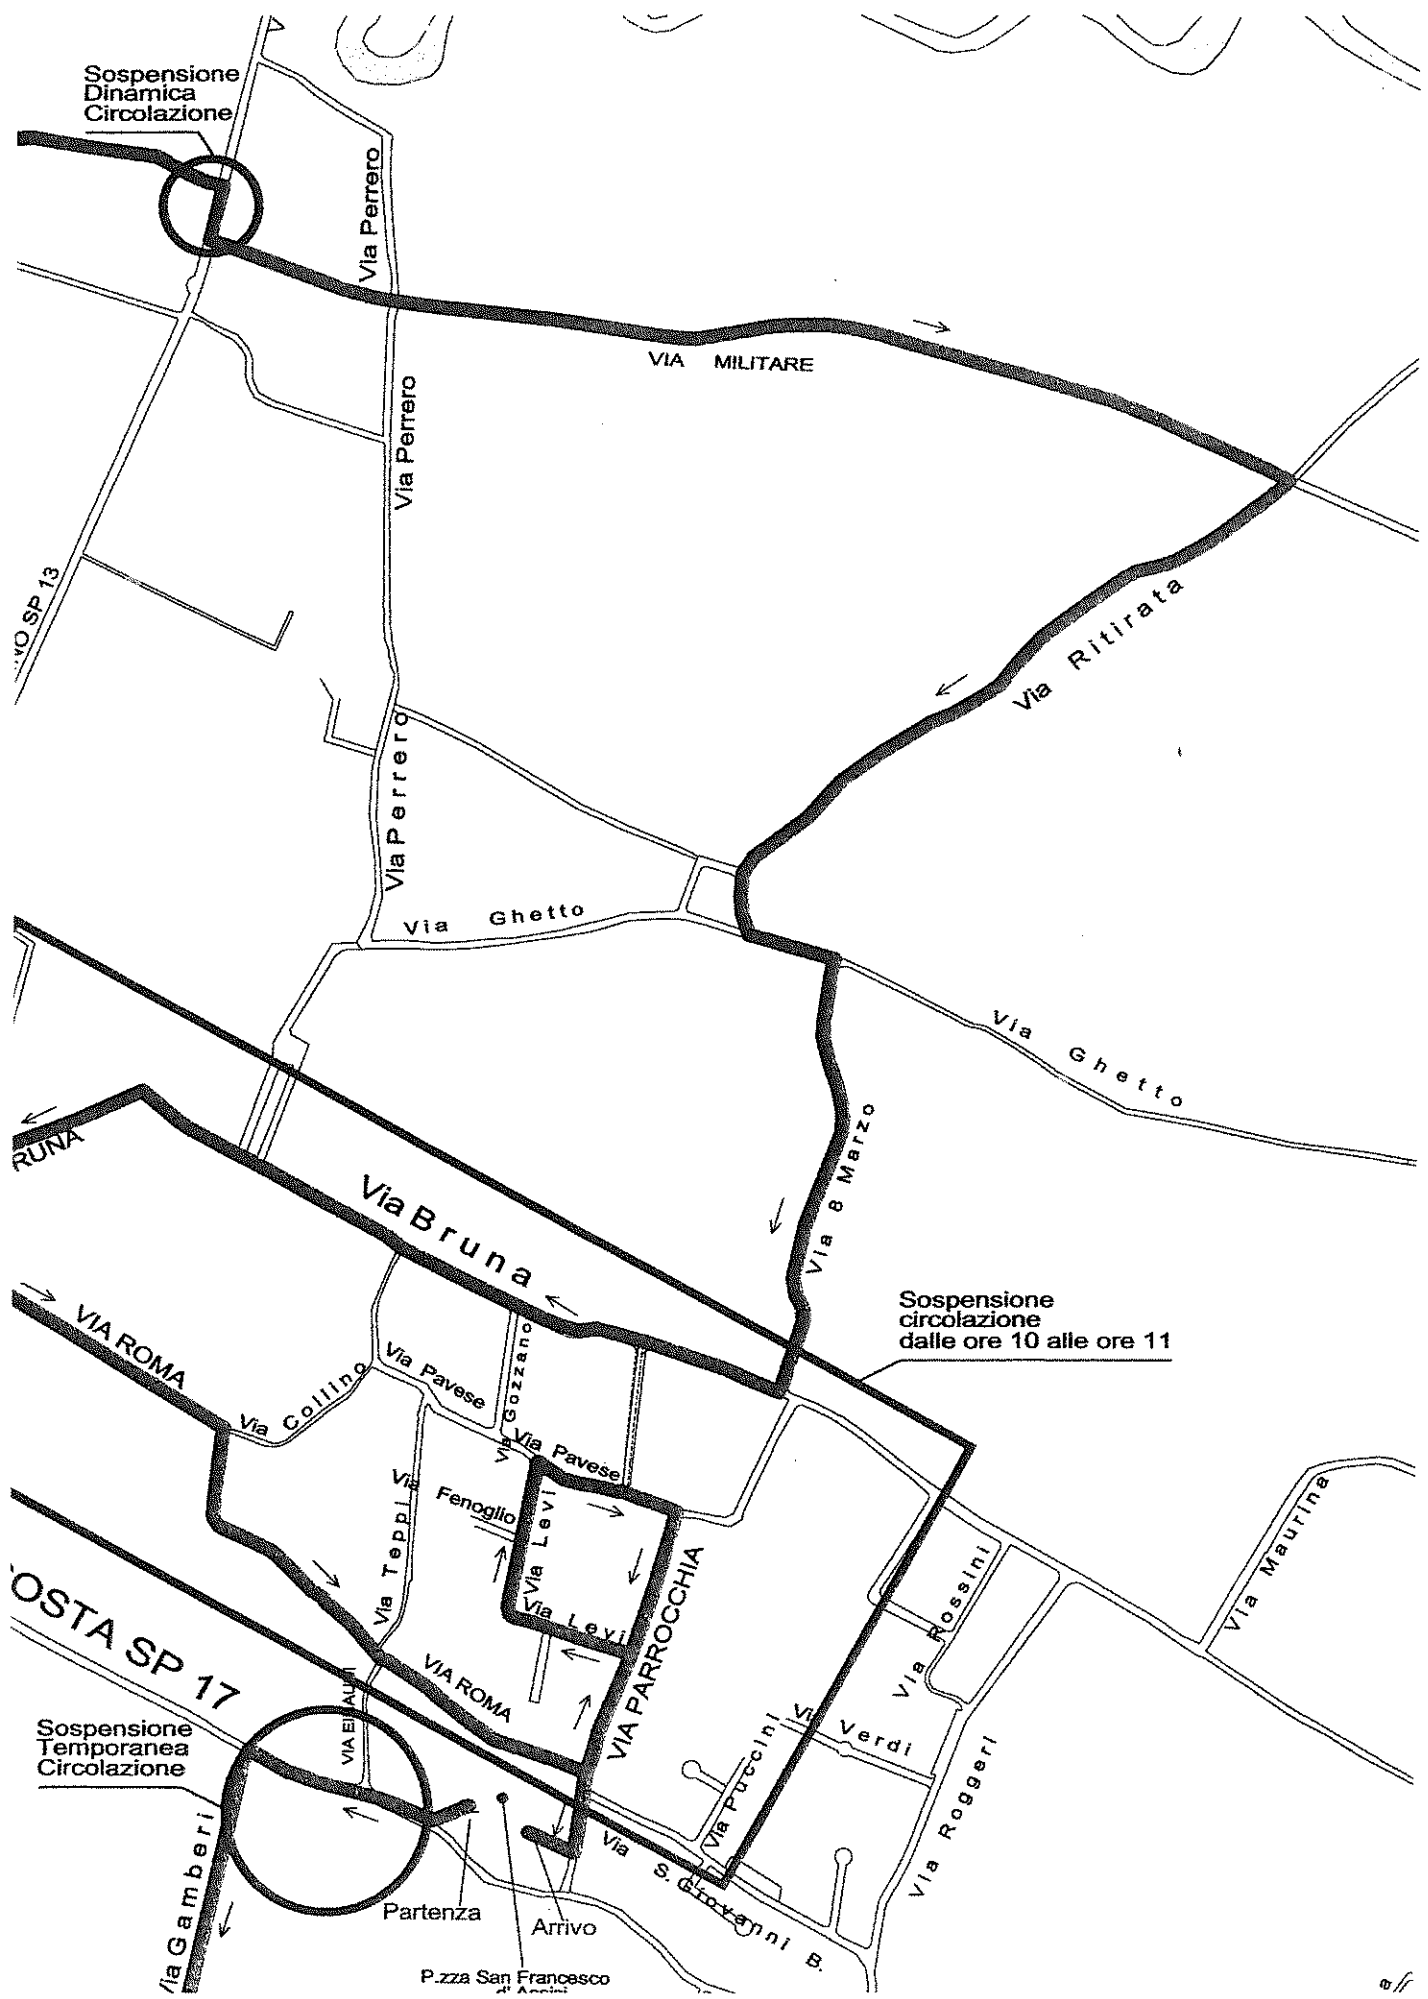 Sospensione
Dinamica
Circolazione
Via Perrero
VIA MILITARE
Via Perrero
NO SP 13
Via Ritirata
Via Perrero
Via Ghetto
Via Ghetto
RUNA
Via Bruna
Via 8 Marzo
Sospensione
circolazione
dalle ore 10 alle ore 11
VIA ROMA
Via Collino
Via Pavese
Via Gozzano
Via Pavese
Via Fenoglio
Via Levi
Via Teppi
Via Levi
VIA PARROCCHIA
Via Rossini
Via Maurina
OSTA SP 17
VIA EINAUDI
VIA ROMA
Via Puccini
Via Verdi
Via Roggeri
Sospensione
Temporanea
Circolazione
Via Gamberi
Via S. Giovanni B.
Partenza
Arrivo
P.zza San Francesco